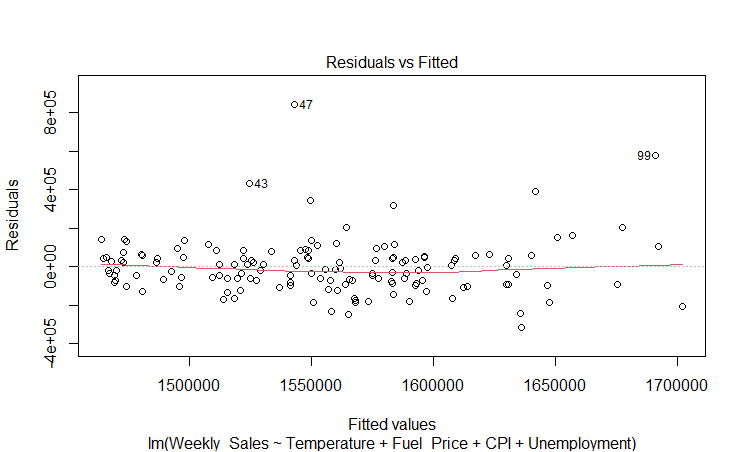 Residuals vs Fitted
Residuals
8e+05
4e+05
0e+00
-4e+05
47
43
99
1500000 1550000 1600000 1650000 1700000
Fitted values
lm(Weekly_Sales ~ Temperature + Fuel_Price + CPI + Unemployment)